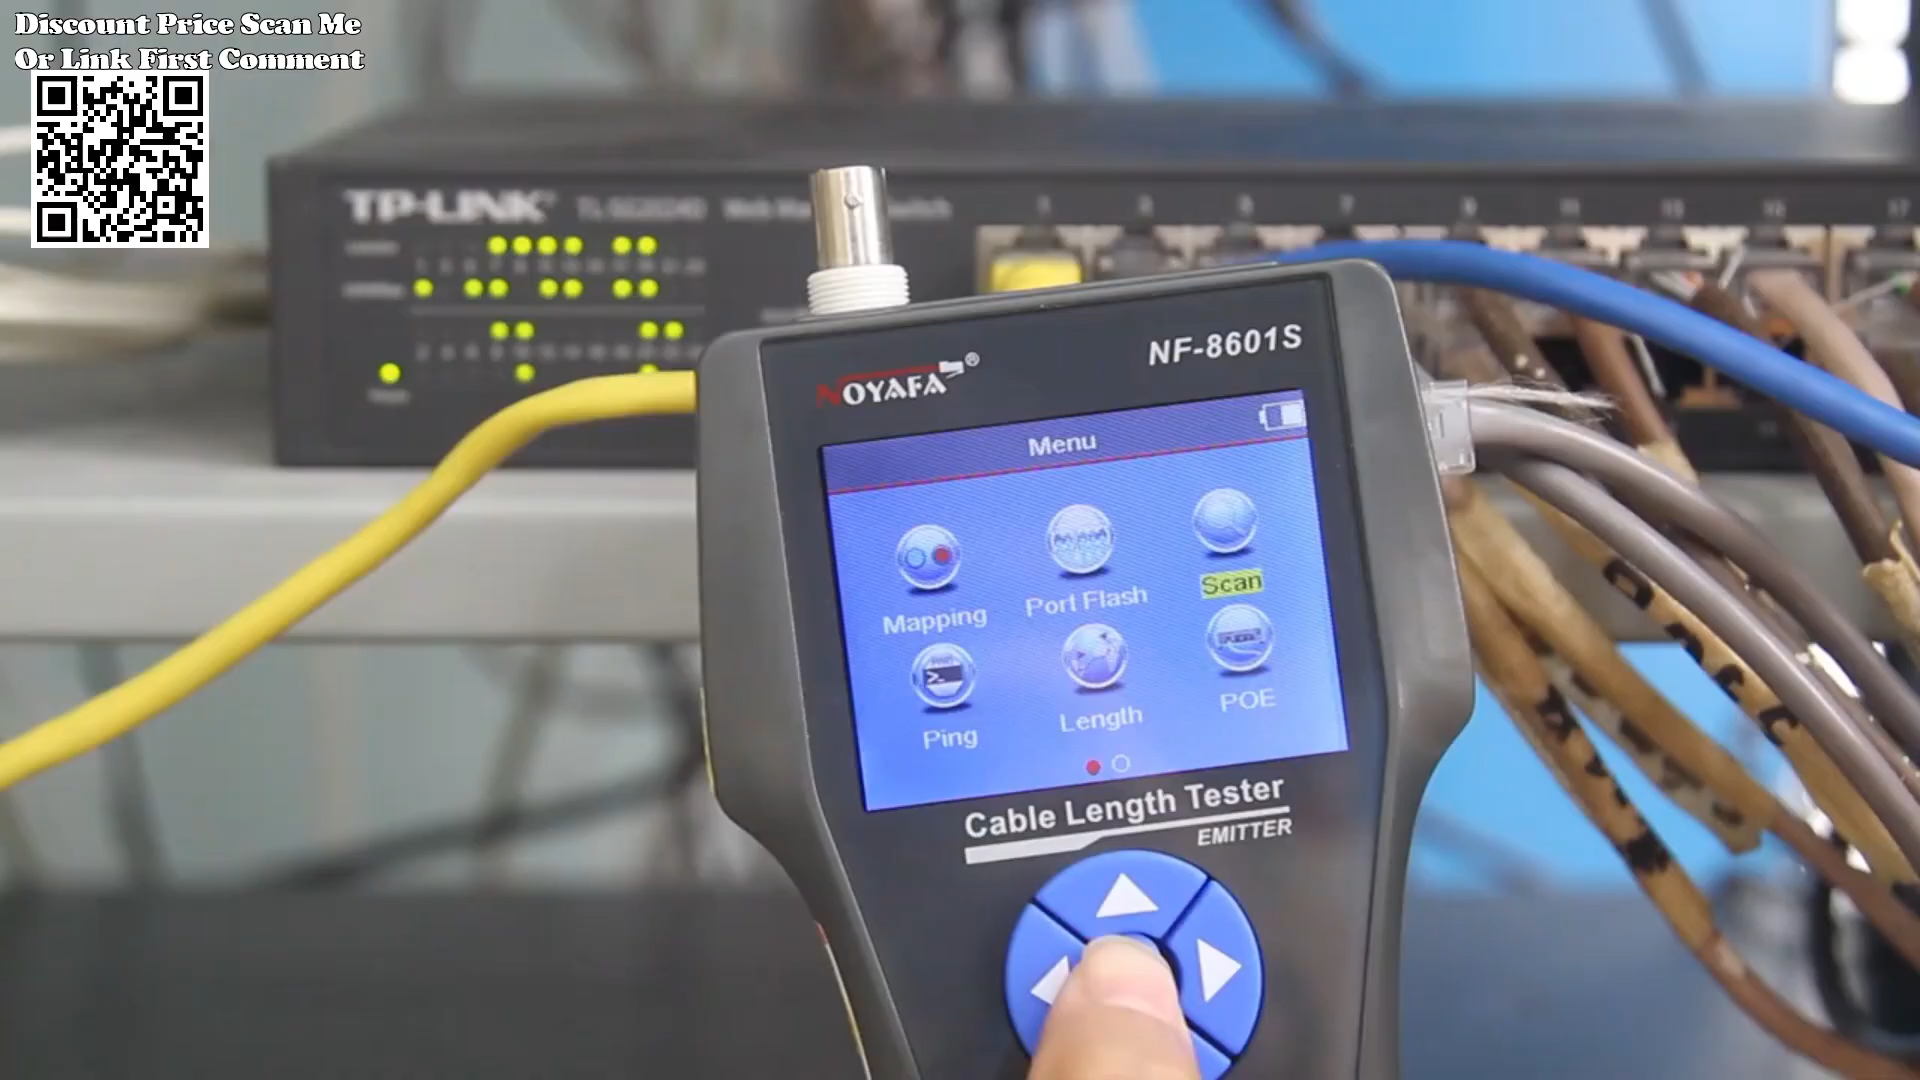 Discount Price Scan Me
Or Link First Comment
TP-LINK
NOYAFA®
NF-8601S
Menu
Mapping
Port Flash
Scan
Ping
Length
POE
Cable Length Tester
EMITTER